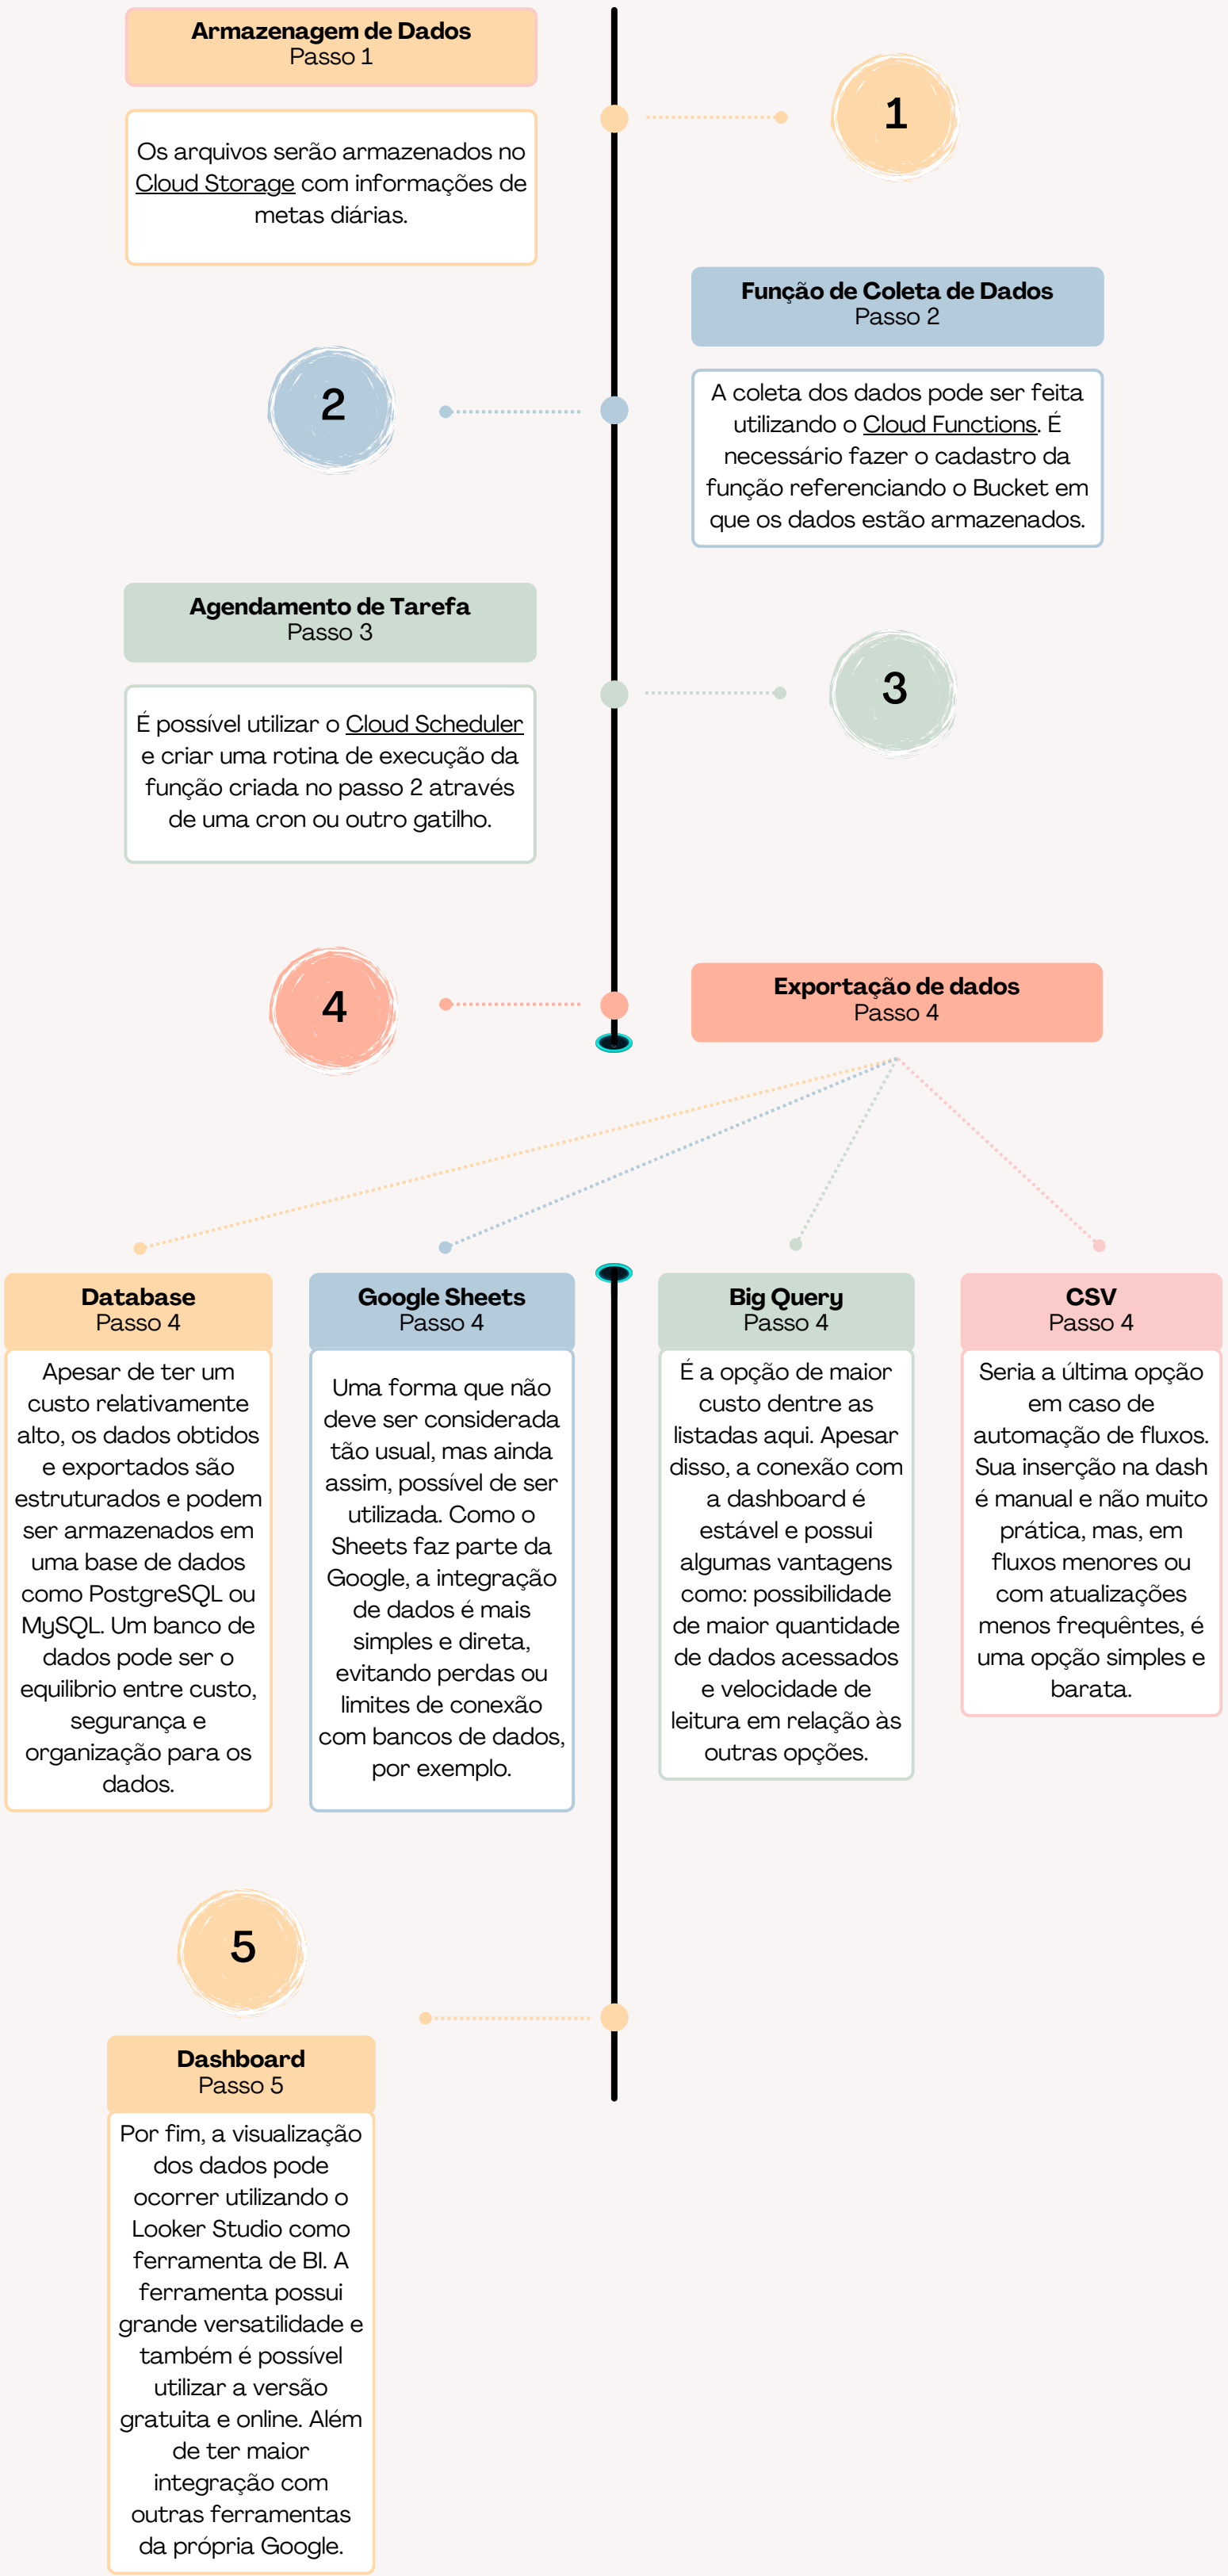 Armazenagem de Dados
Passo 1
1
Os arquivos serão armazenados no
Cloud Storage com informações de
metas diárias.
Função de Coleta de Dados
Passo 2
2
A coleta dos dados pode ser feita
utilizando o Cloud Functions. É
necessário fazer o cadastro da
função referenciando o Bucket em
que os dados estão armazenados.
Agendamento de Tarefa
Passo 3
3
É possível utilizar o Cloud Scheduler
e criar uma rotina de execução da
função criada no passo 2 através
de uma cron ou outro gatilho.
4
Exportação de dados
Passo 4
Database
Passo 4
Apesar de ter um
custo relativamente
alto, os dados obtidos
e exportados são
estruturados e podem
ser armazenados em
uma base de dados
como PostgreSQL ou
MySQL. Um banco de
dados pode ser o
equilibrio entre custo,
segurança e
organização para os
dados.
Google Sheets
Passo 4
Uma forma que não
deve ser considerada
tão usual, mas ainda
assim, possível de ser
utilizada. Como o
Sheets faz parte da
Google, a integração
de dados é mais
simples e direta,
evitando perdas ou
limites de conexão
com bancos de dados,
por exemplo.
Big Query
Passo 4
É a opção de maior
custo dentre as
listadas aqui. Apesar
disso, a conexão com
a dashboard é
estável e possui
algumas vantagens
como: possibilidade
de maior quantidade
de dados acessados
e velocidade de
leitura em relação às
outras opções.
CSV
Passo 4
Seria a última opção
em caso de
automação de fluxos.
Sua inserção na dash
é manual e não muito
prática, mas, em
fluxos menores ou
com atualizações
menos frequêntes, é
uma opção simples e
barata.
5
Dashboard
Passo 5
Por fim, a visualização
dos dados pode
ocorrer utilizando o
Looker Studio como
ferramenta de BI. A
ferramenta possui
grande versatilidade e
também é possível
utilizar a versão
gratuita e online. Além
de ter maior
integração com
outras ferramentas
da própria Google.